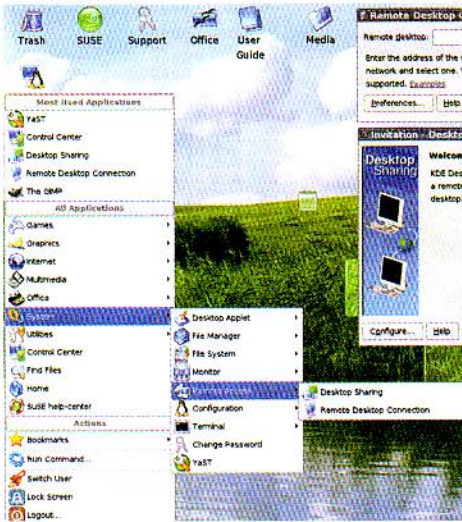 Trash
SUSE
Support
Office
User Guide
Media
Remote Desktop C
Remote desktop:
Enter the address of the
network and select one.
supported. Examples
Preferences...
Help
Invitation - Deskto
Desktop Sharing
Welcom
KDE Des
a remot
desktop
Configure...
Help
Most Used Applications
YaST
Control Center
Desktop Sharing
Remote Desktop Connection
The GIMP
All Applications
Games
Graphics
Internet
Multimedia
Office
System
Utilities
Control Center
Find Files
Home
SUSE help-center
Actions
Bookmarks
Run Command...
Switch User
Lock Screen
Logout...
Desktop Applet
File Manager
File System
Monitor
Configuration
Terminal
Change Password
YaST
Desktop Sharing
Remote Desktop Connection